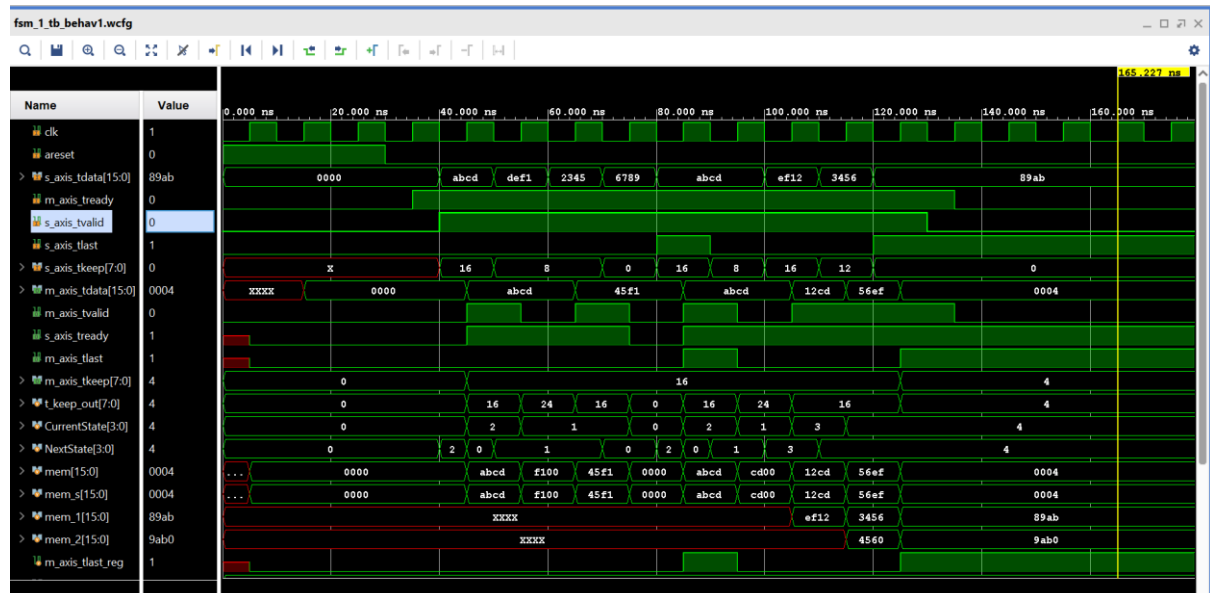 fsm_1_tb_behav1.wcfg
165.227 ns
Name Value
0.000 ns 20.000 ns 40.000 ns 60.000 ns 80.000 ns 100.000 ns 120.000 ns 140.000 ns 160.000 ns
clk 1
areset 0
s_axis_tdata[15:0] 89ab 0000 abcd def1 2345 6789 abcd ef12 3456 89ab
m_axis_tready 0
s_axis_tvalid 0
s_axis_tlast 1
s_axis_tkeep[7:0] 0 X 16 8 0 16 8 16 12 0
m_axis_tdata[15:0] 0004 XXXX 0000 abcd 45f1 abcd 12cd 56ef 0004
m_axis_tvalid 0
s_axis_tready 1
m_axis_tlast 1
m_axis_tkeep[7:0] 4 0 16 4
t_keep_out[7:0] 4 0 16 24 16 0 16 24 16 4
CurrentState[3:0] 4 0 2 1 0 2 1 3 4
NextState[3:0] 4 0 2 0 1 0 2 0 1 3 4
mem[15:0] 0004 ... 0000 abcd f100 45f1 0000 abcd cd00 12cd 56ef 0004
mem_s[15:0] 0004 ... 0000 abcd f100 45f1 0000 abcd cd00 12cd 56ef 0004
mem_1[15:0] 89ab XXXX ef12 3456 89ab
mem_2[15:0] 9ab0 XXXX 4560 9ab0
m_axis_tlast_reg 1